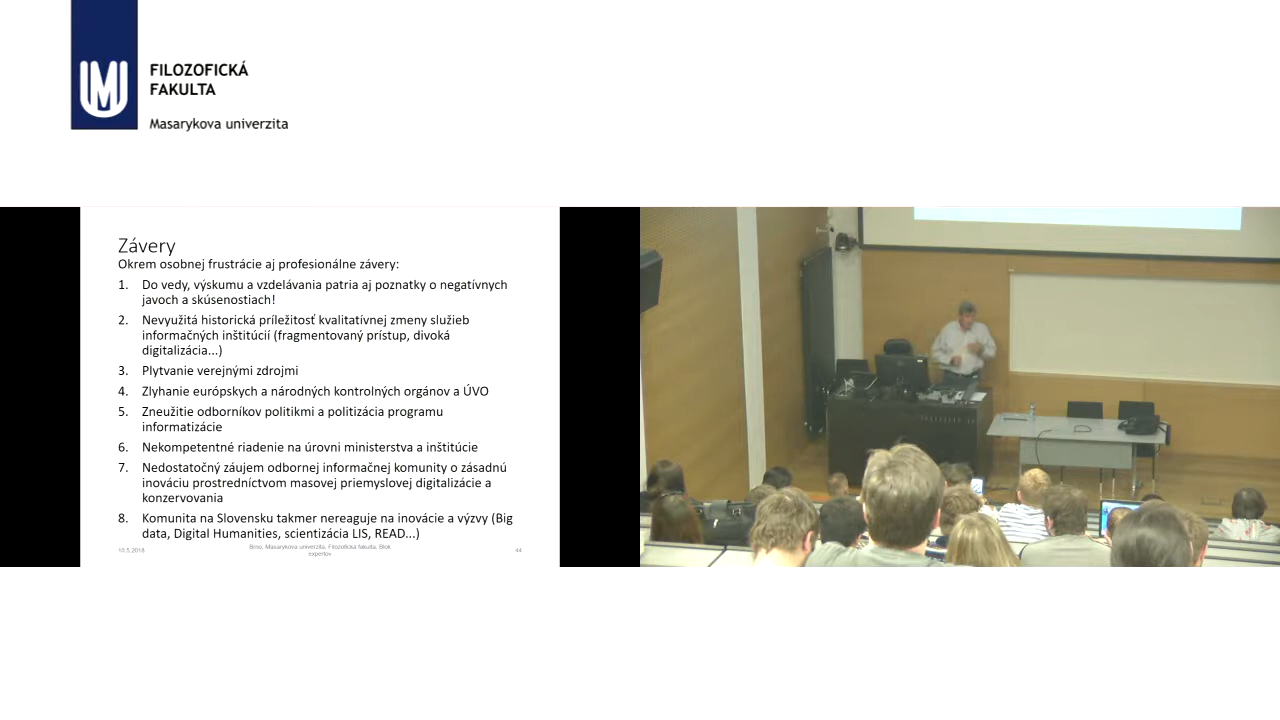 FILOZOFICKÁ
FAKULTA
Masarykova univerzita
Závery
Okrem osobnej frustrácie aj profesionálne závery:
1. Do vedy, výskumu a vzdelávania patria aj poznatky o negatívnych
javoch a skúsenostiach!
2. Nevyužitá historická príležitosť kvalitatívnej zmeny služieb
informačných inštitúcií (fragmentovaný prístup, divoká
digitalizácia...)
3. Plytvanie verejnými zdrojmi
4. Zlyhanie európskych a národných kontrolných orgánov a ÚVO
5. Zneužitie odborníkov politikmi a politizácia programu
informatizácie
6. Nekompetentné riadenie na úrovni ministerstva a inštitúcie
7. Nedostatočný záujem odbornej informačnej komunity o zásadnú
inováciu prostredníctvom masovej priemyslovej digitalizácie a
konzervovania
8. Komunita na Slovensku takmer nereaguje na inovácie a výzvy (Big
data, Digital Humanities, scientizácia LIS, READ...)
10.5.2018
Brno, Masarykova univerzita, Filozofická fakulta, Blok
expertov
44